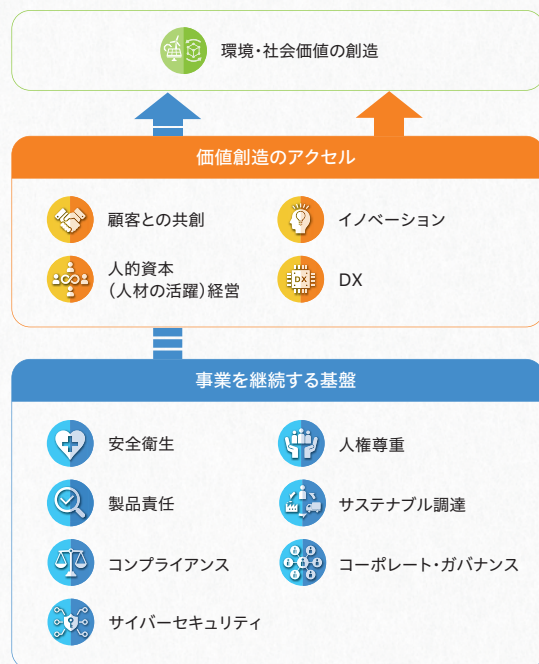 環境・社会価値の創造
価値創造のアクセル
顧客との共創
イノベーション
人的資本
(人材の活躍)経営
DX
DX
事業を継続する基盤
安全衛生
人権尊重
製品責任
サステナブル調達
コンプライアンス
コーポレート・ガバナンス
サイバーセキュリティ